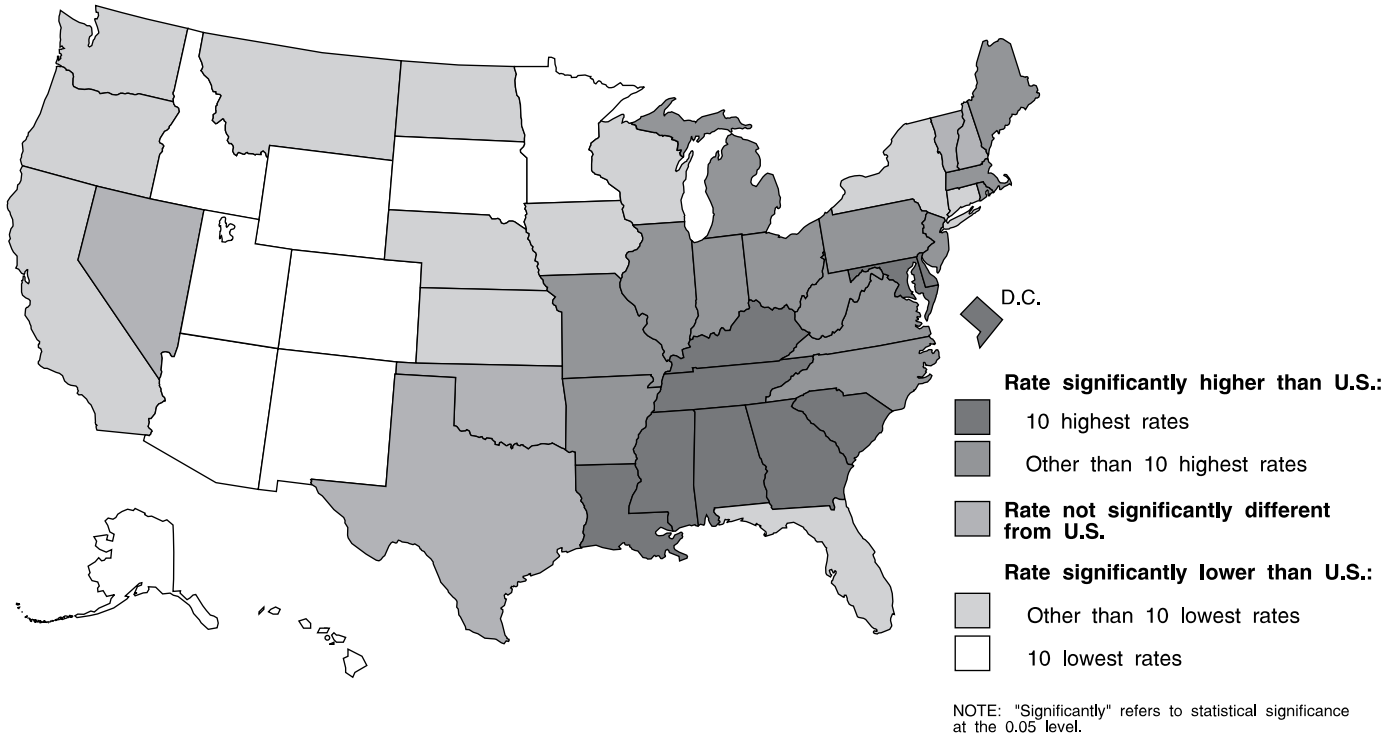 D.C.
Rate significantly higher than U.S.:
10 highest rates
Other than 10 highest rates
Rate not significantly different
from U.S.
Rate significantly lower than U.S.:
Other than 10 lowest rates
10 lowest rates
NOTE: "Significantly" refers to statistical significance
at the 0.05 level.